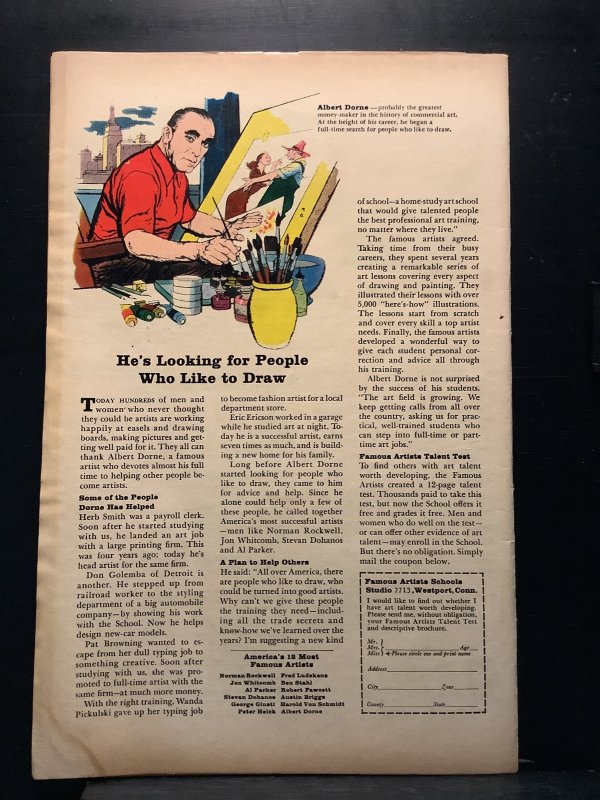 Albert Dorne — probably the greatest
money-maker in the history of commercial art.
At the height of his career, he began a
full-time search for people who like to draw.
He's Looking for People
Who Like to Draw
TODAY HUNDREDS of men and
women who never thought
they could be artists are working
happily at easels and drawing
boards, making pictures and get-
ting well paid for it. They all can
thank Albert Dorne, a famous
artist who devotes almost his full
time to helping other people be-
come artists.
Some of the People
Dorne Has Helped
Herb Smith was a payroll clerk.
Soon after he started studying
with us, he landed an art job
with a large printing firm. This
was four years ago; today he's
head artist for the same firm.
Don Golemba of Detroit is
another. He stepped up from
railroad worker to the styling
department of a big automobile
company—by showing his work
with the School. Now he helps
design new-car models.
Pat Browning wanted to es-
cape from her dull typing job to
something creative. Soon after
studying with us, she was pro-
moted to full-time artist with the
same firm—at much more money.
With the right training, Wanda
Pickulski gave up her typing job
to become fashion artist for a local
department store.
Eric Ericson worked in a garage
while he studied art at night. To-
day he is a successful artist, earns
seven times as much, and is build-
ing a new home for his family.
Long before Albert Dorne
started looking for people who
like to draw, they came to him
for advice and help. Since he
alone could help only a few of
these people, he called together
America's most successful artists
—men like Norman Rockwell,
Jon Whitcomb, Stevan Dohanos
and Al Parker.
A Plan to Help Others
He said: "All over America, there
are people who like to draw, who
could be turned into good artists.
Why can't we give these people
the training they need—includ-
ing all the trade secrets and
know-how we've learned over the
years? I'm suggesting a new kind
America's 12 Most
Famous Artists
Norman Rockwell Fred Ludekens
Jon Whitcomb Ben Stahl
Al Parker Robert Fawcett
Stevan Dohanos Austin Briggs
George Giusti Harold Von Schmidt
Peter Helck Albert Dorne
of school—a home-study art school
that would give talented people
the best professional art training,
no matter where they live."
The famous artists agreed.
Taking time from their busy
careers, they spent several years
creating a remarkable series of
art lessons covering every aspect
of drawing and painting. They
illustrated their lessons with over
5,000 "here's-how" illustrations.
The lessons start from scratch
and cover every skill a top artist
needs. Finally, the famous artists
developed a wonderful way to
give each student personal cor-
rection and advice all through
his training.
Albert Dorne is not surprised
by the success of his students.
"The art field is growing. We
keep getting calls from all over
the country, asking us for prac-
tical, well-trained students who
can step into full-time or part-
time art jobs."
Famous Artists Talent Test
To find others with art talent
worth developing, the Famous
Artists created a 12-page talent
test. Thousands paid to take this
test, but now the School offers it
free and grades it free. Men and
women who do well on the test—
or can offer other evidence of art
talent—may enroll in the School.
But there's no obligation. Simply
mail the coupon below.
Famous Artists Schools
Studio 7713, Westport, Conn.
I would like to find out whether I
have art talent worth developing.
Please send me, without obligation,
your Famous Artists Talent Test
and descriptive brochure.
Mr.
Mrs. Age
Miss Please circle one and print name
Address
City Zone
County State